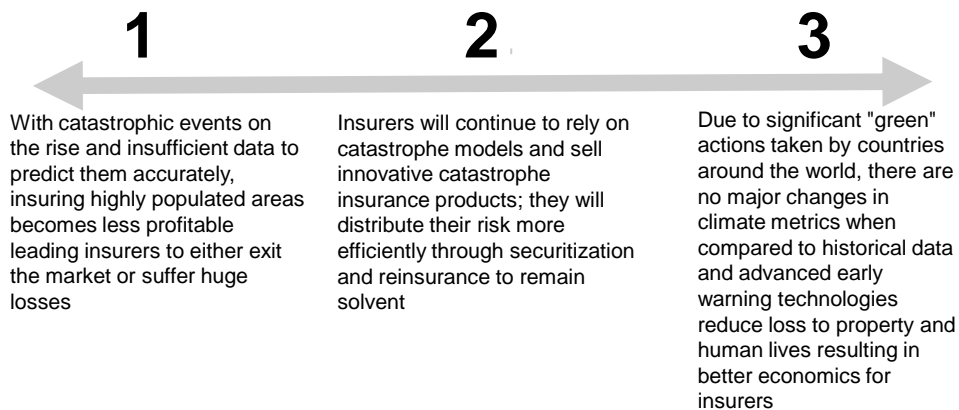 1
2
3
With catastrophic events on
the rise and insufficient data to
predict them accurately,
insuring highly populated areas
becomes less profitable
leading insurers to either exit
the market or suffer huge
losses
Insurers will continue to rely on
catastrophe models and sell
innovative catastrophe
insurance products; they will
distribute their risk more
efficiently through securitization
and reinsurance to remain
solvent
Due to significant "green"
actions taken by countries
around the world, there are
no major changes in
climate metrics when
compared to historical data
and advanced early
warning technologies
reduce loss to property and
human lives resulting in
better economics for
insurers